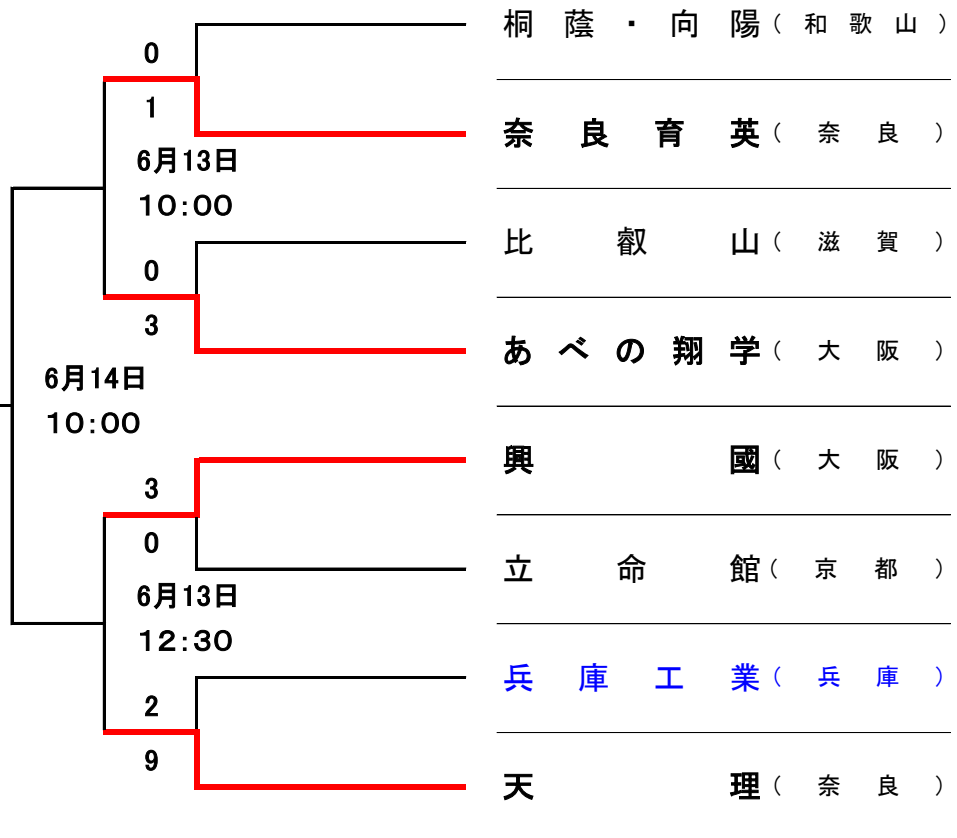 桐蔭・向陽（和歌山）
0
1
奈良育英（奈良）
6月13日
10:00
比叡山（滋賀）
0
3
あべの翔学（大阪）
6月14日
10:00
興國（大阪）
3
0
立命館（京都）
6月13日
12:30
兵庫工業（兵庫）
2
9
天理（奈良）